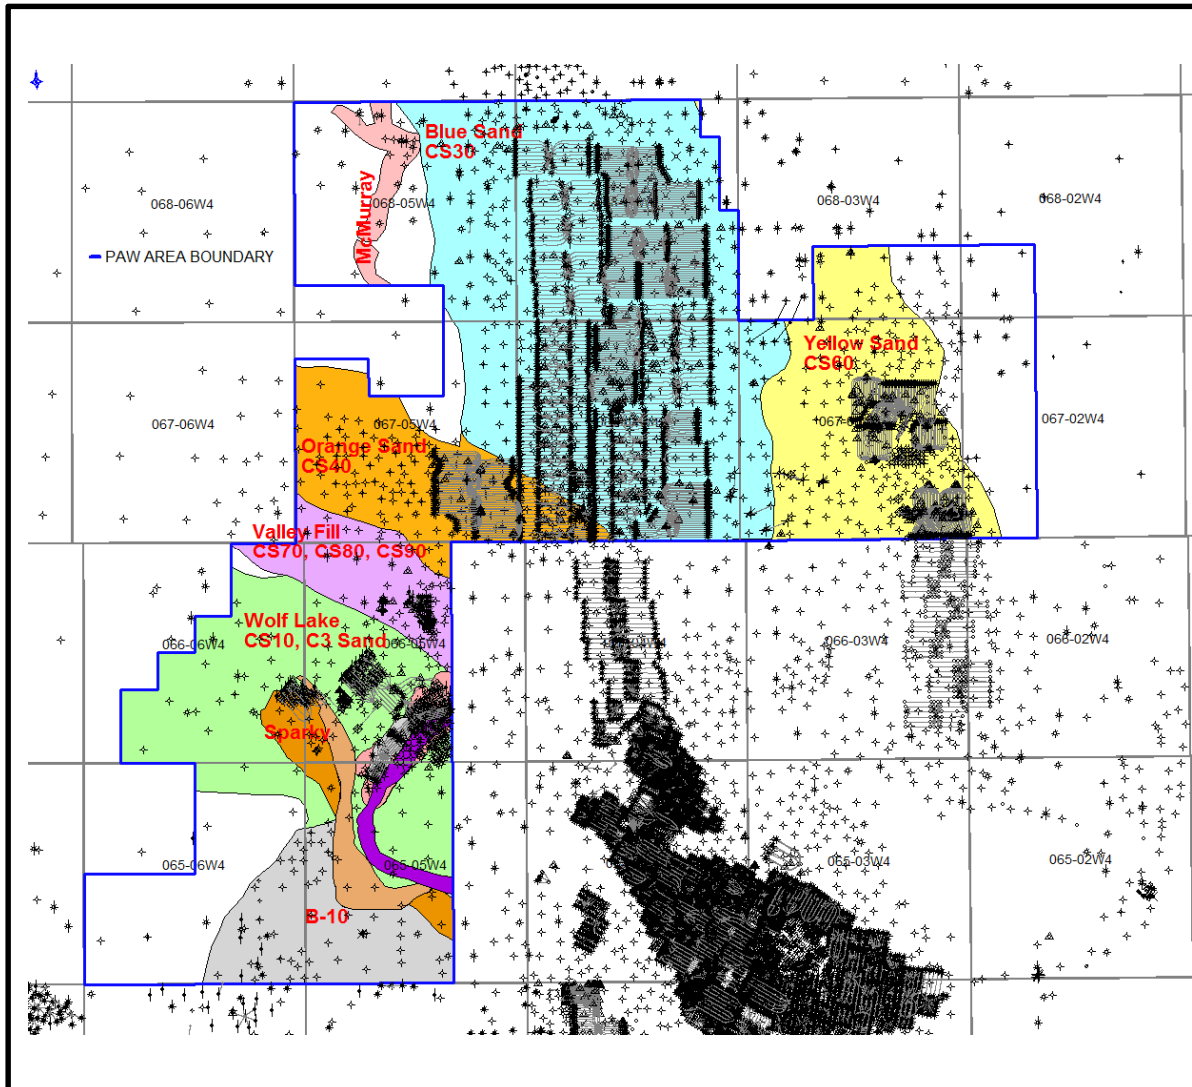 Blue Sand
CS30
McMurray
068-06W4
068-05W4
068-03W4
068-02W4
PAW AREA BOUNDARY
Yellow Sand
CS60
067-06W4
067-05W4
067-02W4
Orange Sand
CS40
Valley Fill
CS70, CS80, CS90
Wolf Lake
CS10, C3 Sand
066-06W4
066-05W4
066-03W4
066-02W4
Sparky
065-06W4
065-05W4
065-03W4
065-02W4
B-10